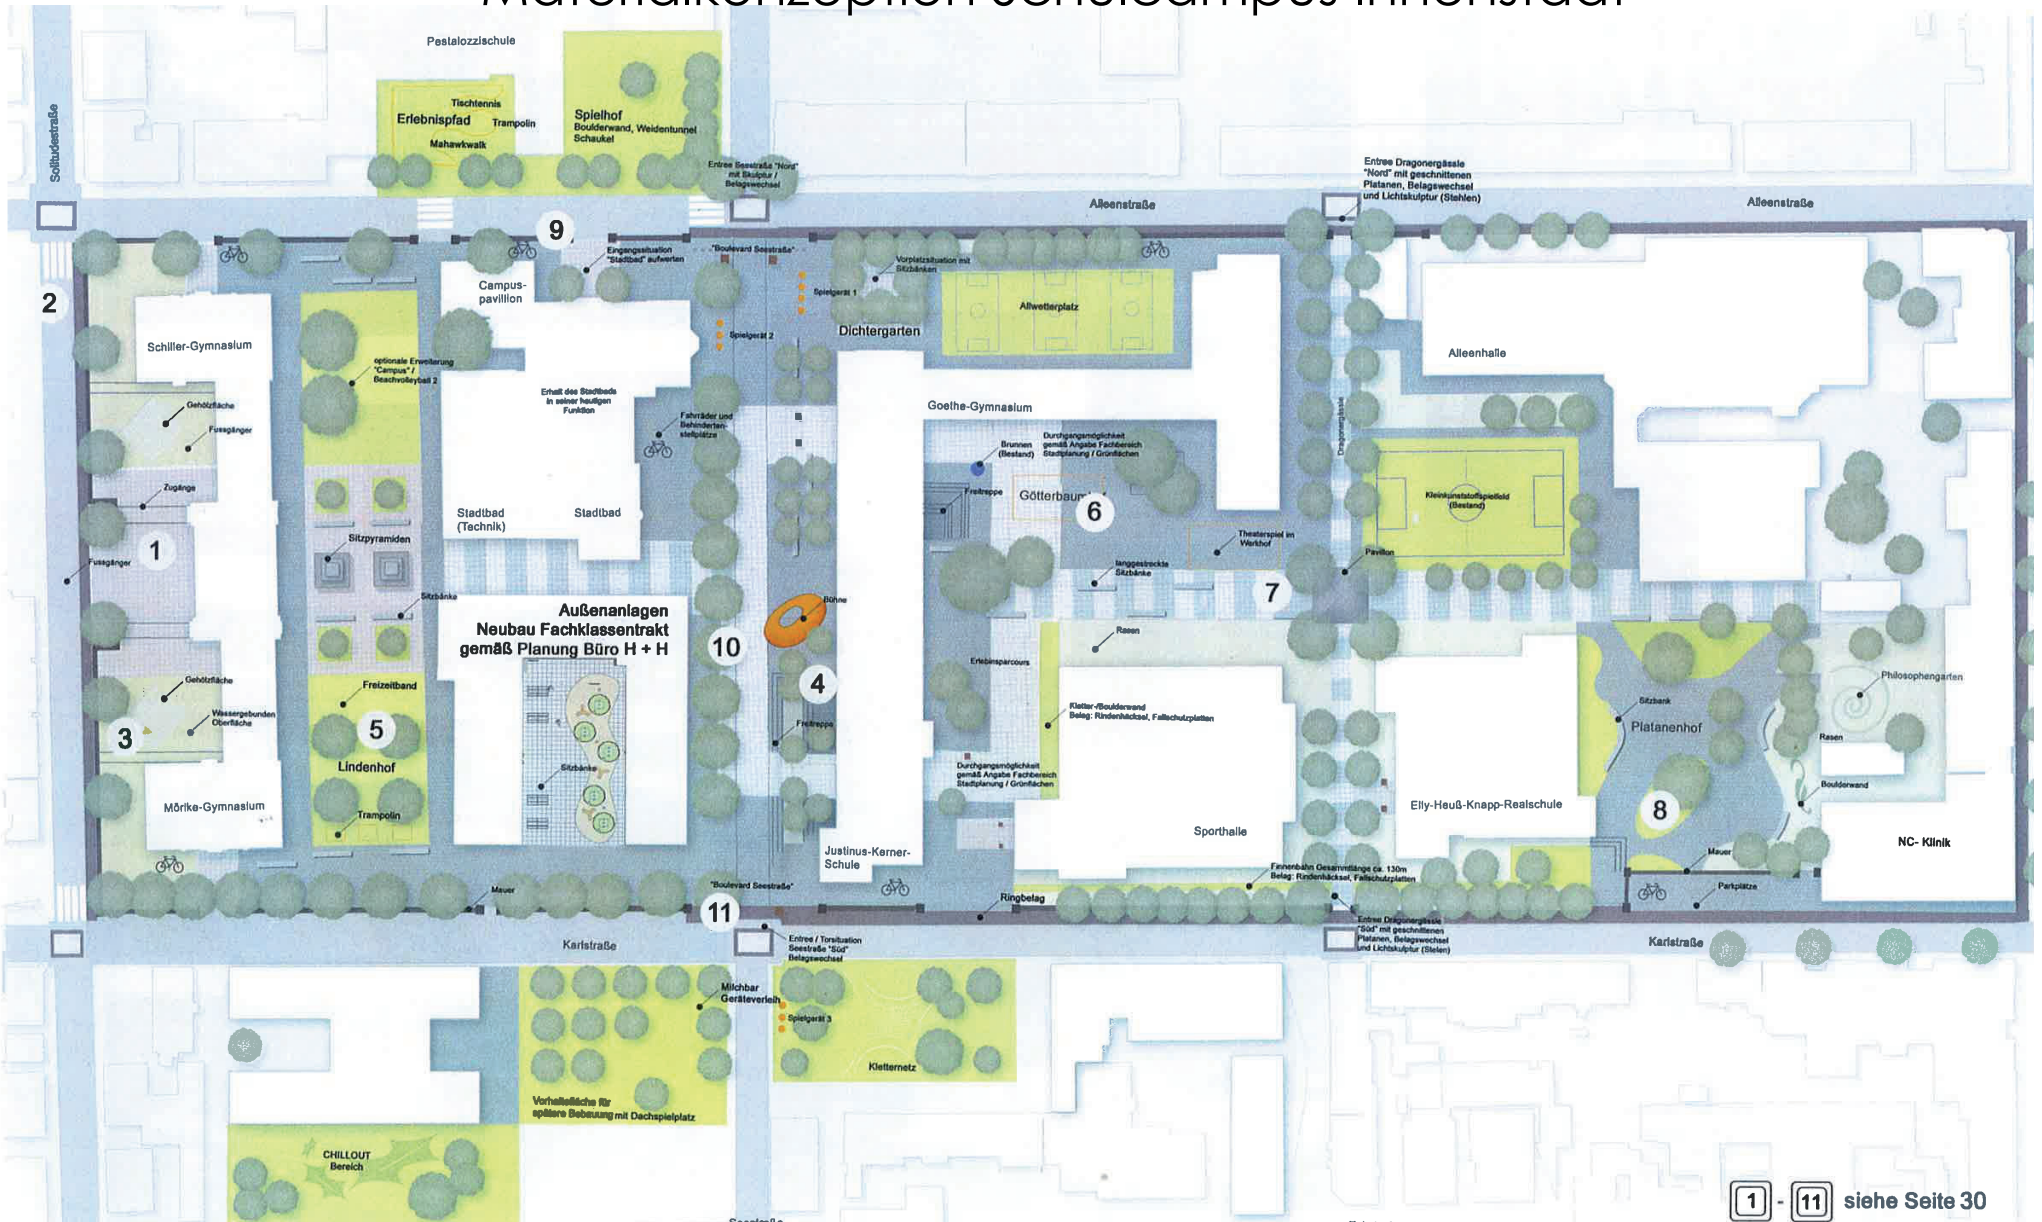 Materialkonzeption Schulcampus Innenstadt
Pestalozzischule
Solitudestraße
Tischtennis
Erlebnispfad
Trampolin
Mahawkwalk
Spielhof
Boulderwand, Weidentunnel
Schaukel
Entree Seestraße "Nord"
mit Skulptur /
Belagswechsel
Entree Dragonergässle
"Nord" mit geschnittenen
Platanen, Belagswechsel
und Lichtskulptur (Stehlen)
Alleenstraße
Alleenstraße
9
2
Eingangssituation
"Stadtbad" aufwerten
"Boulevard Seestraße"
Vorplatzsituation mit
Sitzbänken
Campus-
pavillion
Spielgerät 1
Spielgerät 2
Dichtergarten
Allwetterplatz
Schiller-Gymnasium
optionale Erweiterung
"Campus" /
Beachvolleyball 2
Erhalt des Stadtbads
in seiner heutigen
Funktion
Alleenhalle
Gehölzfläche
Fussgänger
Fahrräder und
Behinderten-
stellplätze
Goethe-Gymnasium
Dragonergässle
Brunnen
(Bestand)
Durchgangsmöglichkeit
gemäß Angabe Fachbereich
Stadtplanung / Grünflächen
Zugänge
Freitreppe
Götterbaum
6
Kleinkunststoffspielfeld
(Bestand)
Stadtbad
(Technik)
Stadtbad
Sitzpyramiden
1
Fussgänger
Theaterspiel im
Werkhof
Pavillon
langgestreckte
Sitzbänke
7
Sitzbänke
Bühne
Außenanlagen
Neubau Fachklassentrakt
gemäß Planung Büro H + H
10
Rasen
Erlebnisparcours
4
Gehölzfläche
Freizeitband
Wassergebunden
Oberfläche
3
5
Lindenhof
Sitzbänke
Freitreppe
Kletter-/Boulderwand
Belag: Rindenhäcksel, Fallschutzplatten
Sitzbank
Platanenhof
Philosophengarten
Rasen
Durchgangsmöglichkeit
gemäß Angabe Fachbereich
Stadtplanung / Grünflächen
Boulderwand
Mörike-Gymnasium
Trampolin
Elly-Heuß-Knapp-Realschule
8
Sporthalle
Justinus-Kerner-
Schule
NC- Klinik
Mauer
Finnenbahn Gesamtlänge ca. 130m
Belag: Rindenhäcksel, Fallschutzplatten
Parkplätze
Mauer
"Boulevard Seestraße"
11
Ringbelag
Entree Dragonergässle
"Süd" mit geschnittenen
Platanen, Belagswechsel
und Lichtskulptur (Stelen)
Karlstraße
Entree / Torsituation
Seestraße "Süd"
Belagswechsel
Karlstraße
Milchbar
Geräteverleih
Spielgerät 3
Kletternetz
Vorhaltefläche für
spätere Bebauung mit Dachspielplatz
CHILLOUT
Bereich
Seestraße
1 - 11 siehe Seite 30